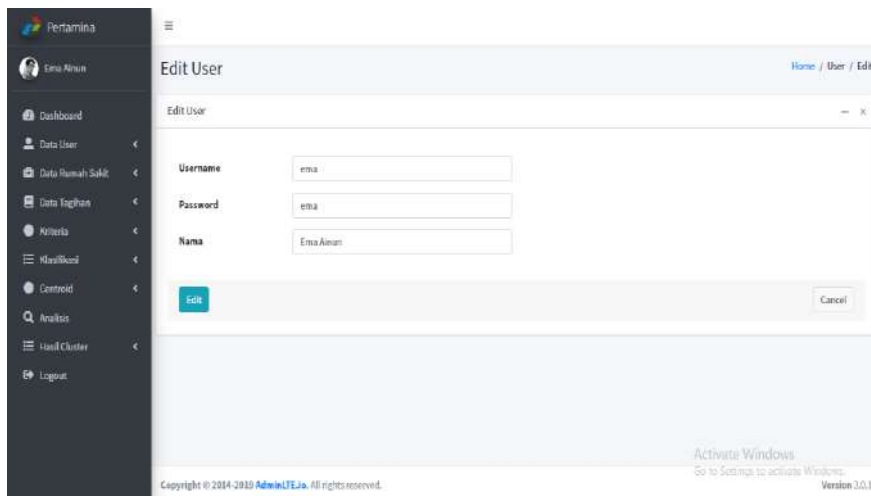 Pertamina
Ema Ainun
Dashboard
Data User
Data Rumah Sakit
Data Tagihan
Kriteria
Klasifikasi
Centroid
Analisis
Hasil Cluster
Logout
Edit User
Home / User / Edit
Edit User
Username
ema
Password
ema
Nama
Ema Ainun
Edit
Cancel
Activate Windows
Go to Settings to activate Windows.
Copyright © 2014-2019 AdminLTE.io. All rights reserved.
Version 3.0.1